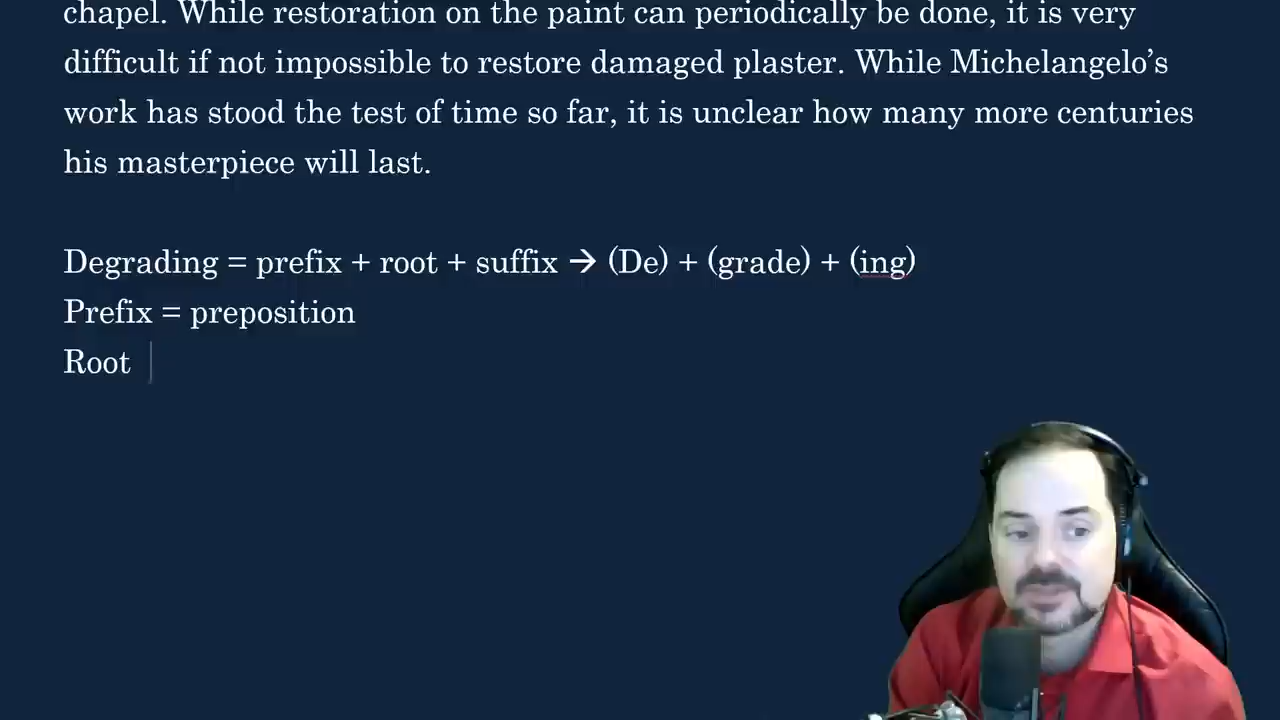 chapel. While restoration on the paint can periodically be done, it is very
difficult if not impossible to restore damaged plaster. While Michelangelo’s
work has stood the test of time so far, it is unclear how many more centuries
his masterpiece will last.
Degrading = prefix + root + suffix → (De) + (grade) + (ing)
Prefix = preposition
Root